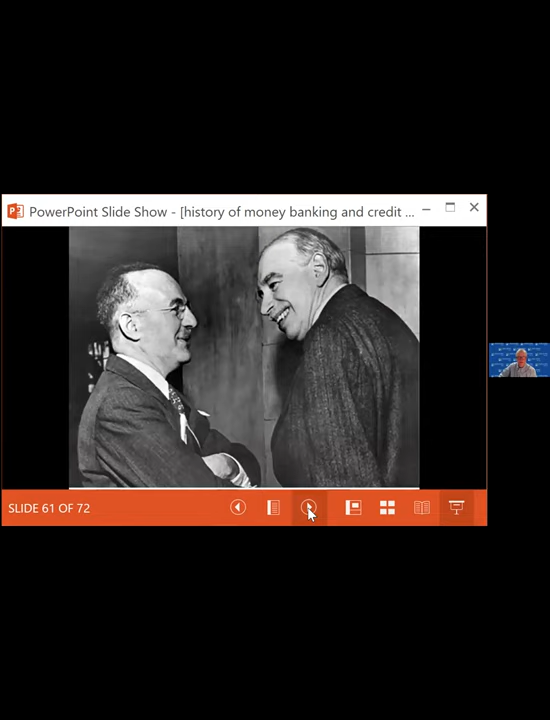 PowerPoint Slide Show - [history of money banking and credit ...
SLIDE 61 OF 72